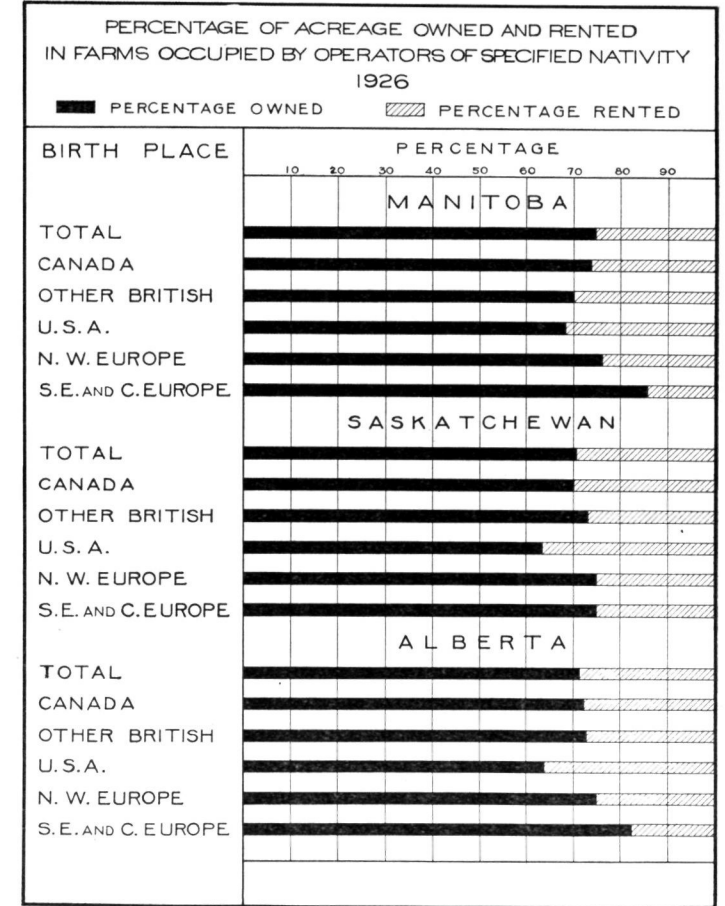 PERCENTAGE OF ACREAGE OWNED AND RENTED
IN FARMS OCCUPIED BY OPERATORS OF SPECIFIED NATIVITY
1926
PERCENTAGE OWNED PERCENTAGE RENTED
BIRTH PLACE PERCENTAGE
10 20 30 40 50 60 70 80 90
MANITOBA
TOTAL
CANADA
OTHER BRITISH
U.S.A.
N. W. EUROPE
S.E. AND C. EUROPE
SASKATCHEWAN
TOTAL
CANADA
OTHER BRITISH
U.S.A.
N. W. EUROPE
S.E. AND C. EUROPE
ALBERTA
TOTAL
CANADA
OTHER BRITISH
U.S.A.
N. W. EUROPE
S.E. AND C. EUROPE